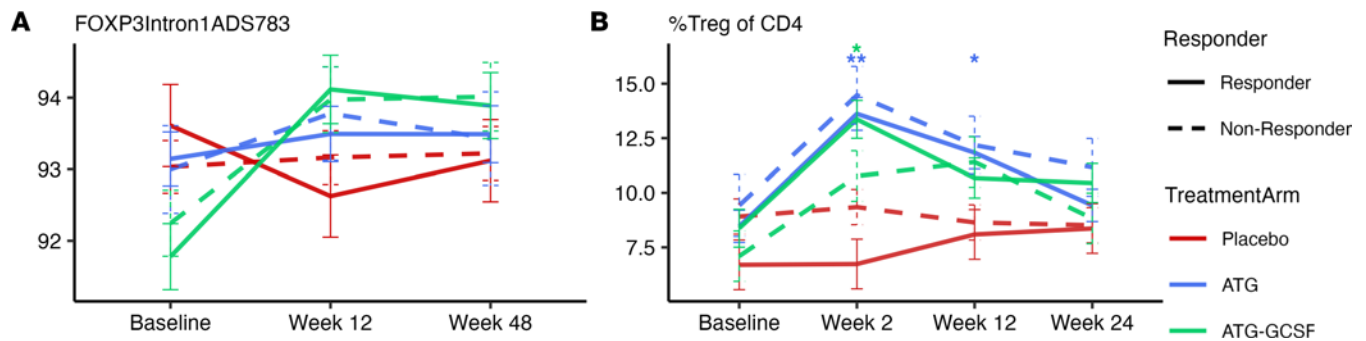 A FOXP3Intron1ADS783
94
93
92
Baseline Week 12 Week 48
B %Treg of CD4
*
** *
15.0
12.5
10.0
7.5
Baseline Week 2 Week 12 Week 24
Responder
Responder
Non-Responder
TreatmentArm
Placebo
ATG
ATG-GCSF